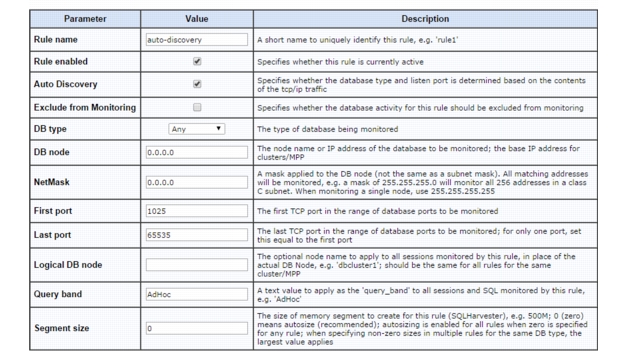 Parameter Value Description
Rule name auto-discovery A short name to uniquely identify this rule, e.g. 'rule1'
Rule enabled Specifies whether this rule is currently active
Auto Discovery Specifies whether the database type and listen port is determined based on the contents
of the tcp/ip traffic
Exclude from Monitoring Specifies whether the database activity for this rule should be excluded from monitoring
DB type Any The type of database being monitored
DB node 0.0.0.0 The node name or IP address of the database to be monitored; the base IP address for
clusters/MPP
NetMask 0.0.0.0 A mask applied to the DB node (not the same as a subnet mask). All matching addresses
will be monitored, e.g. a mask of 255.255.255.0 will monitor all 256 addresses in a class
C subnet. When monitoring a single node, use 255.255.255.255
First port 1025 The first TCP port in the range of database ports to be monitored
Last port 65535 The last TCP port in the range of database ports to be monitored; for only one port, set
this equal to the first port
Logical DB node The optional node name to apply to all sessions monitored by this rule, in place of the
actual DB Node, e.g. 'dbcluster1'; should be the same for all rules for the same
cluster/MPP
Query band AdHoc A text value to apply as the 'query_band' to all sessions and SQL monitored by this rule,
e.g. 'AdHoc'
Segment size 0 The size of memory segment to create for this rule (SQLHarvester), e.g. 500M; 0 (zero)
means autosize (recommended); autosizing is enabled for all rules when zero is specified
for any rule; when specifying non-zero sizes in multiple rules for the same DB type, the
largest value applies